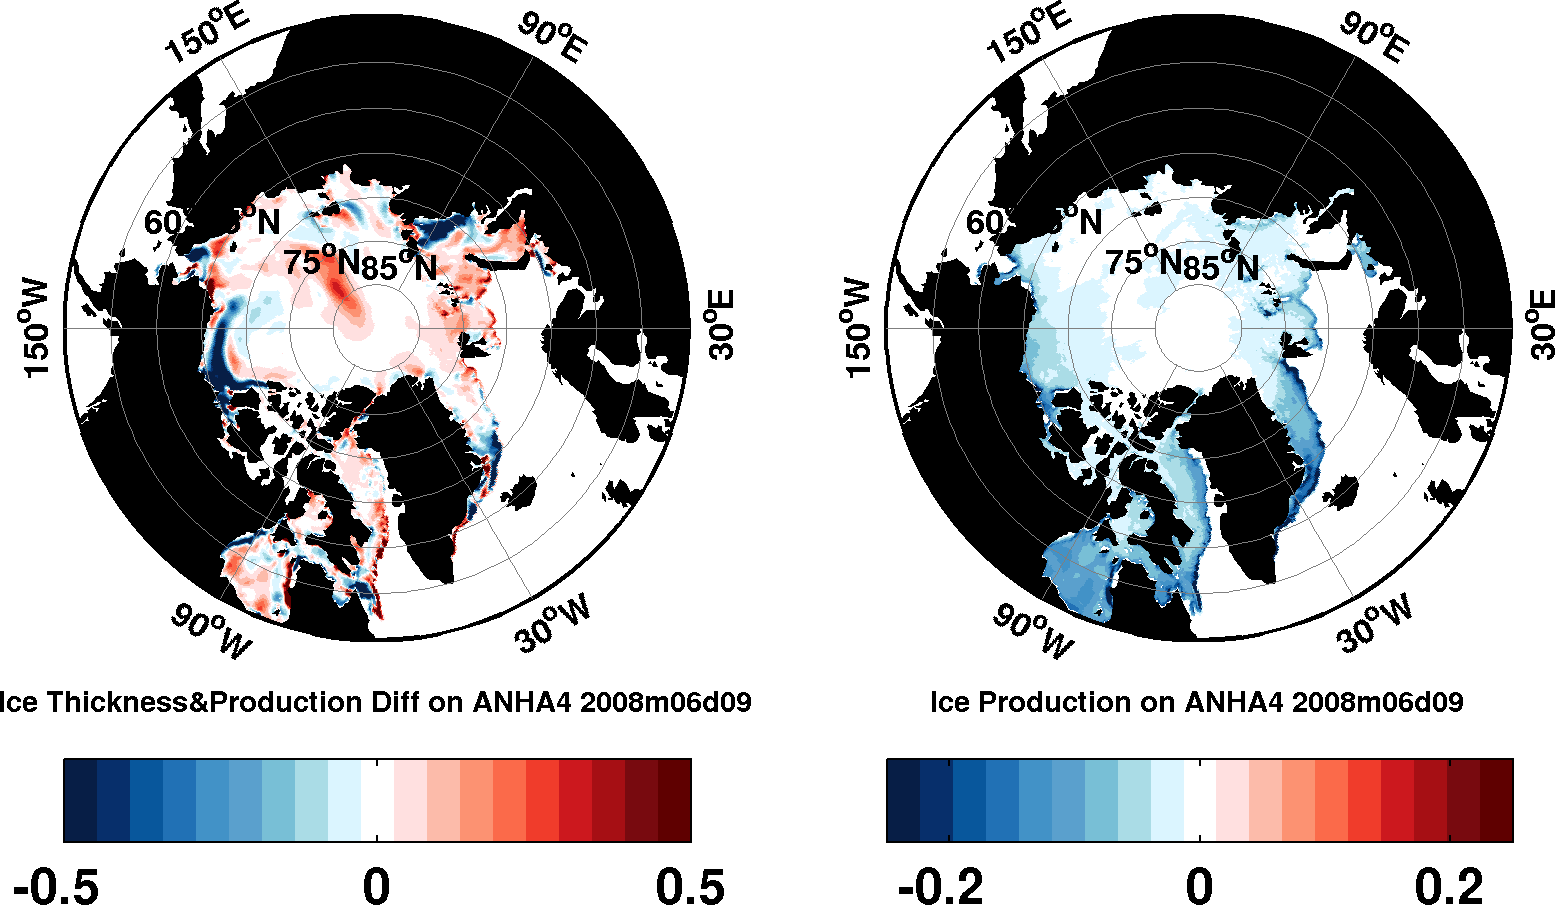 150°E 90°E 150°E 90°E
60 5°N 60 5°N
75°N 85°N 75°N 85°N
150°W 30°E 150°W 30°E
90°W 30°W 90°W 30°W
Ice Thickness&Production Diff on ANHA4 2008m06d09
Ice Production on ANHA4 2008m06d09
-0.5 0 0.5
-0.2 0 0.2